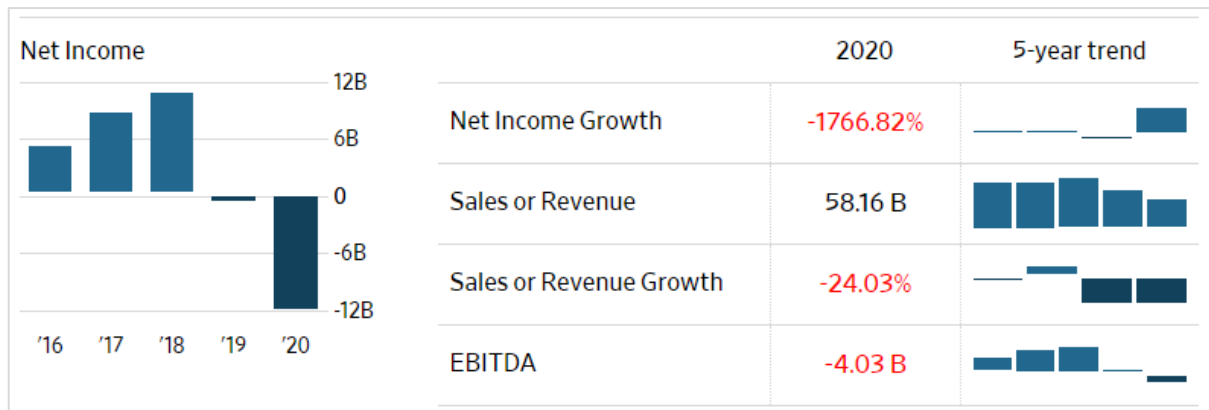 Net Income
12B
6B
0
-6B
-12B
'16 '17 '18 '19 '20
2020 5-year trend
Net Income Growth -1766.82%
Sales or Revenue 58.16 B
Sales or Revenue Growth -24.03%
EBITDA -4.03 B